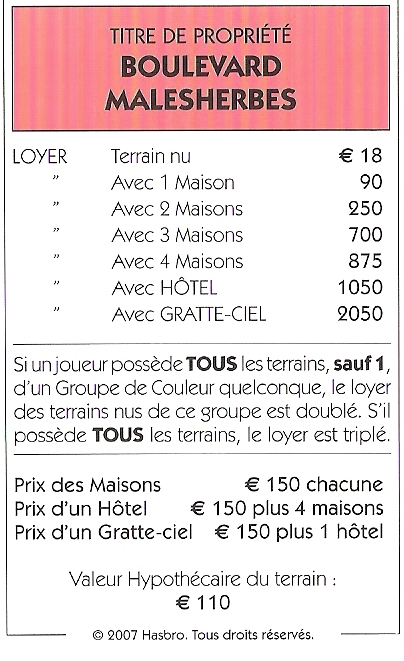 TITRE DE PROPRIÉTÉ
BOULEVARD
MALESHERBES
LOYER Terrain nu € 18
" Avec 1 Maison 90
" Avec 2 Maisons 250
" Avec 3 Maisons 700
" Avec 4 Maisons 875
" Avec HÔTEL 1050
" Avec GRATTE-CIEL 2050
Si un joueur possède TOUS les terrains, sauf 1,
d'un Groupe de Couleur quelconque, le loyer
des terrains nus de ce groupe est doublé. S'il
possède TOUS les terrains, le loyer est triplé.
Prix des Maisons € 150 chacune
Prix d'un Hôtel € 150 plus 4 maisons
Prix d'un Gratte-ciel € 150 plus 1 hôtel
Valeur Hypothécaire du terrain :
€ 110
© 2007 Hasbro. Tous droits réservés.